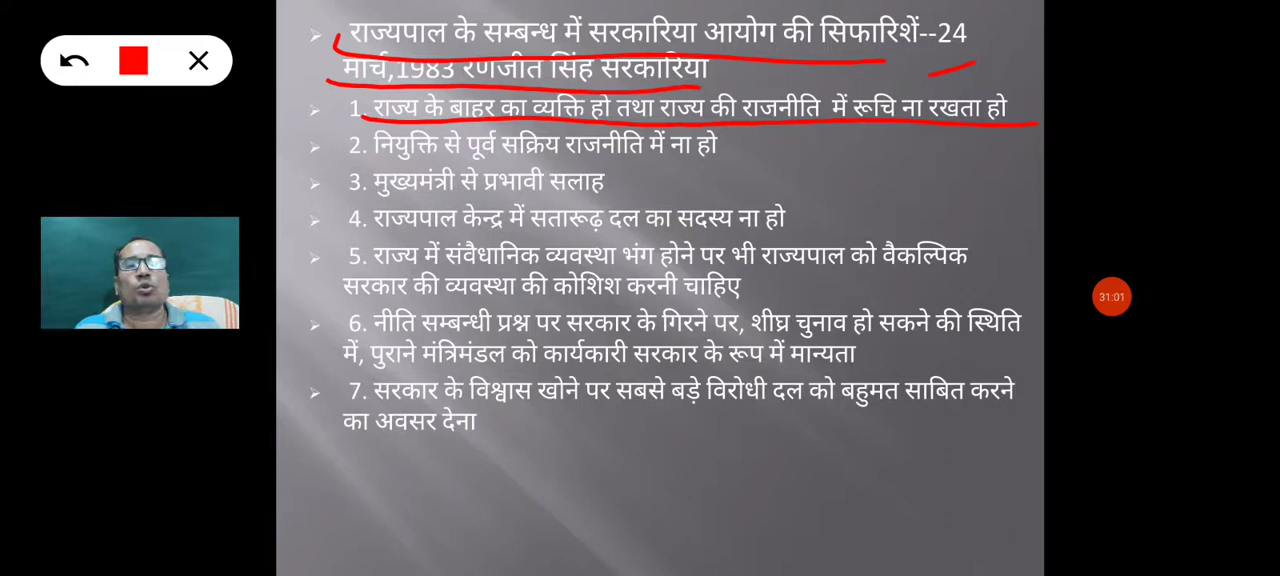 राज्यपाल के सम्बन्ध में सरकारिया आयोग की सिफारिशें--24
मार्च,1983 रणजीत सिंह सरकारिया
1. राज्य के बाहर का व्यक्ति हो तथा राज्य की राजनीति में रूचि ना रखता हो
2. नियुक्ति से पूर्व सक्रिय राजनीति में ना हो
3. मुख्यमंत्री से प्रभावी सलाह
4. राज्यपाल केन्द्र में सतारूढ़ दल का सदस्य ना हो
5. राज्य में संवैधानिक व्यवस्था भंग होने पर भी राज्यपाल को वैकल्पिक
सरकार की व्यवस्था की कोशिश करनी चाहिए
6. नीति सम्बन्धी प्रश्न पर सरकार के गिरने पर, शीघ्र चुनाव हो सकने की स्थिति
में, पुराने मंत्रिमंडल को कार्यकारी सरकार के रूप में मान्यता
7. सरकार के विश्वास खोने पर सबसे बड़े विरोधी दल को बहुमत साबित करने
का अवसर देना
31:01